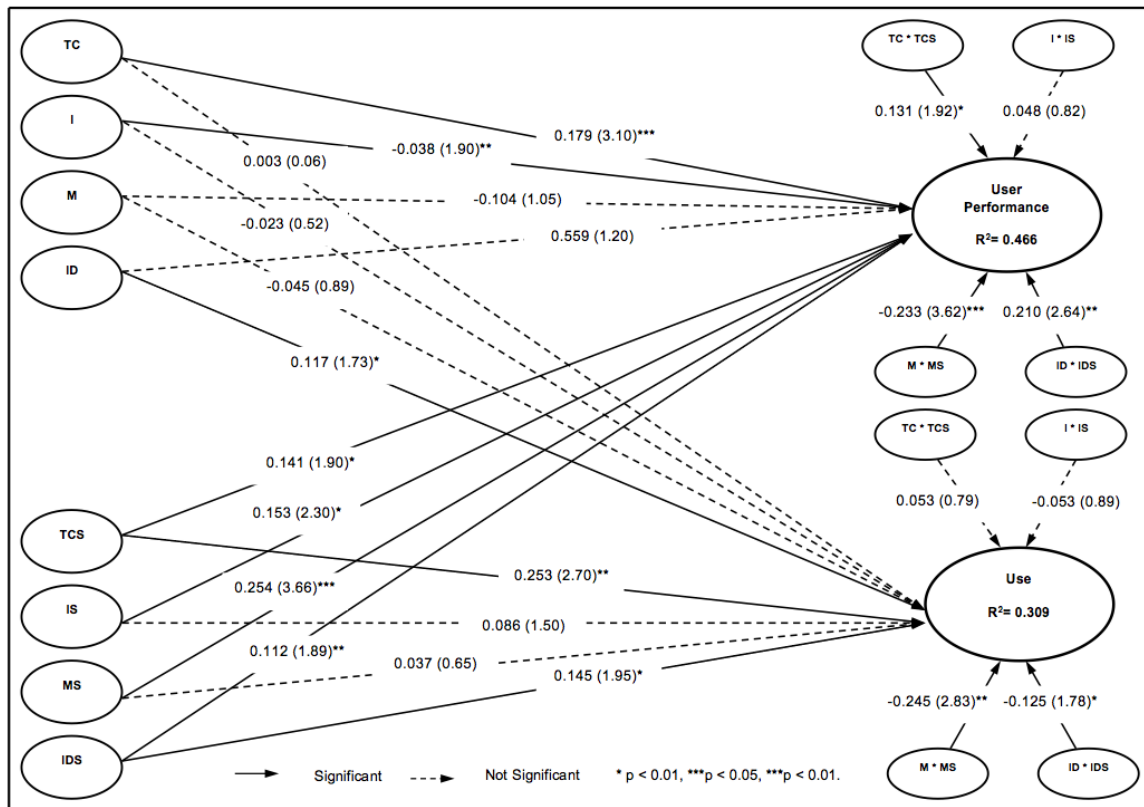 TC
I
M
ID
TCS
IS
MS
IDS
TC * TCS
I * IS
0.131 (1.92)*
0.048 (0.82)
0.179 (3.10)***
-0.038 (1.90)**
0.003 (0.06)
-0.104 (1.05)
-0.023 (0.52)
0.559 (1.20)
-0.045 (0.89)
0.117 (1.73)*
User
Performance
R²= 0.466
-0.233 (3.62)***
0.210 (2.64)**
M * MS
ID * IDS
TC * TCS
I * IS
0.053 (0.79)
-0.053 (0.89)
0.141 (1.90)*
0.153 (2.30)*
0.254 (3.66)***
0.112 (1.89)**
0.253 (2.70)**
0.086 (1.50)
0.037 (0.65)
0.145 (1.95)*
Use
R²= 0.309
-0.245 (2.83)**
-0.125 (1.78)*
M * MS
ID * IDS
Significant
Not Significant
* p < 0.01, ***p < 0.05, ***p < 0.01.